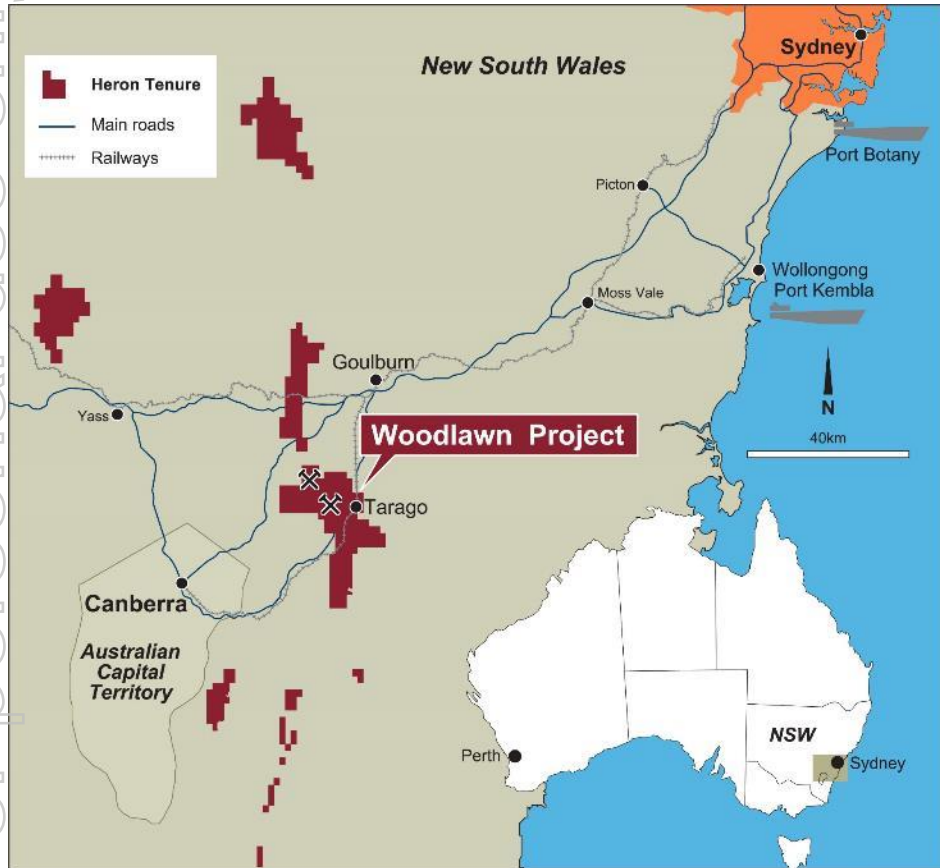 New South Wales
Sydney
Heron Tenure
Main roads
Railways
Port Botany
Picton
Wollongong
Port Kembla
Moss Vale
Goulburn
N
40km
Yass
Woodlawn Project
Tarago
Canberra
Australian
Capital
Territory
NSW
Perth
Sydney